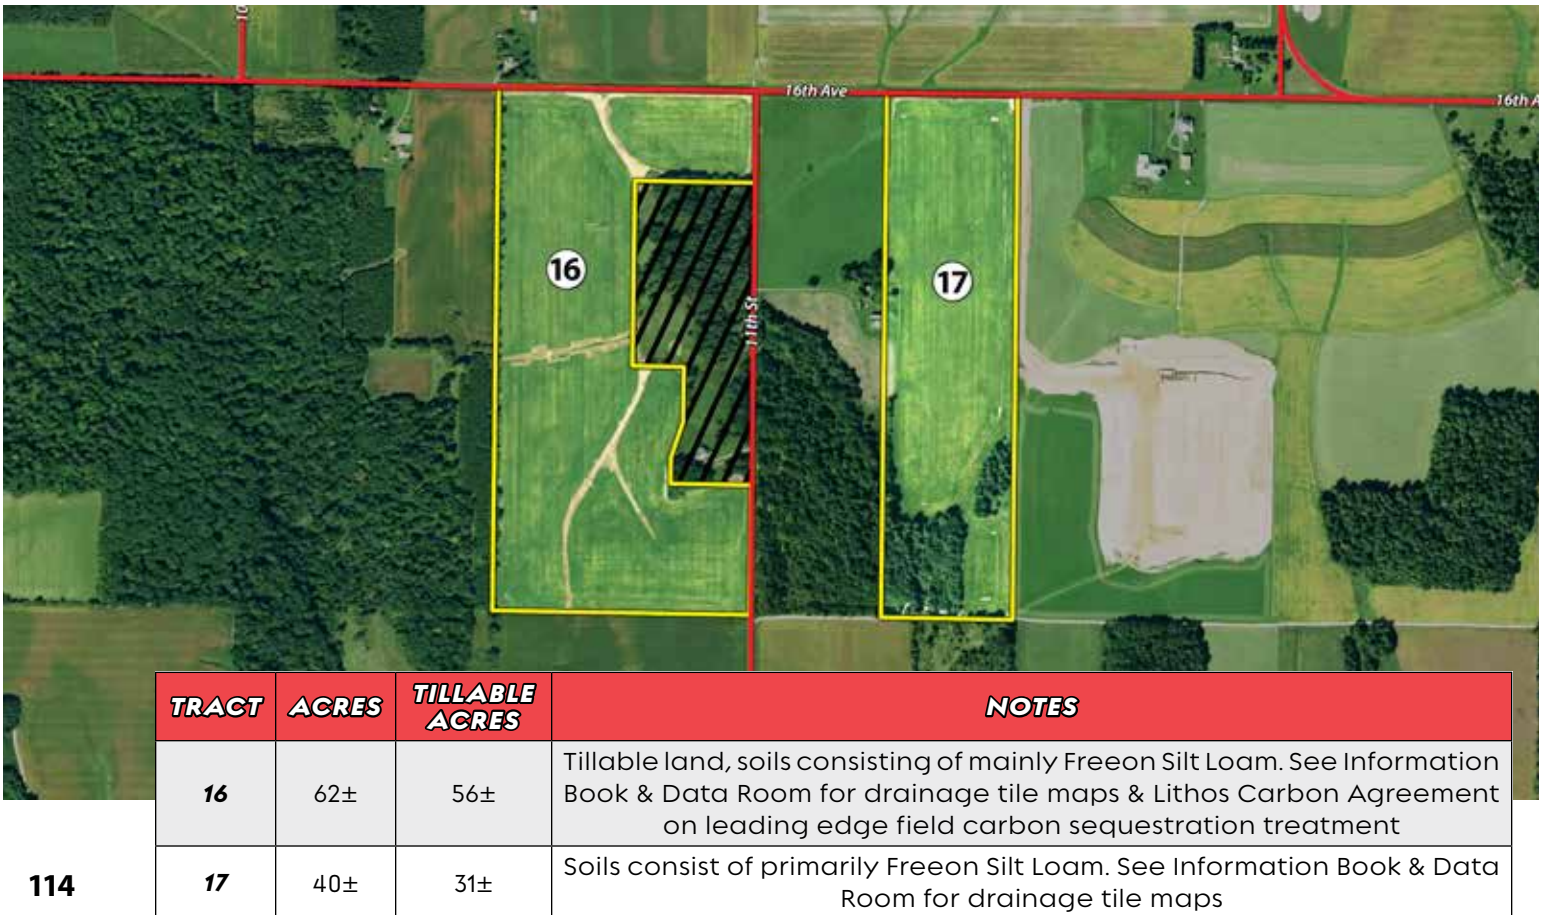 10
16th Ave
16th A
16
17
11th St
TRACT ACRES TILLABLE ACRES NOTES
16 62± 56± Tillable land, soils consisting of mainly Freeon Silt Loam. See Information
Book & Data Room for drainage tile maps & Lithos Carbon Agreement
on leading edge field carbon sequestration treatment
17 40± 31± Soils consist of primarily Freeon Silt Loam. See Information Book & Data
Room for drainage tile maps
114